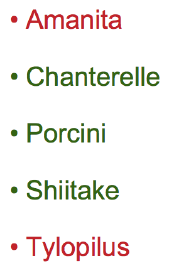 • Amanita
• Chanterelle
• Porcini
• Shiitake
• Tylopilus